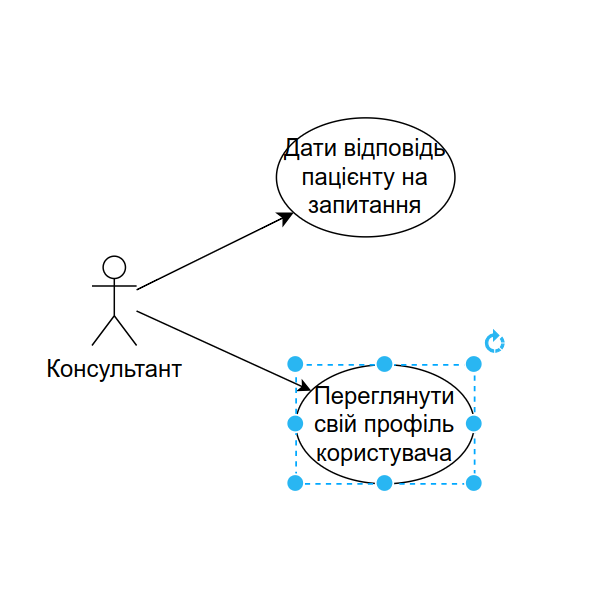 Дати відповідь
пацієнту на
запитання
Консультант
Переглянути
свій профіль
користувача